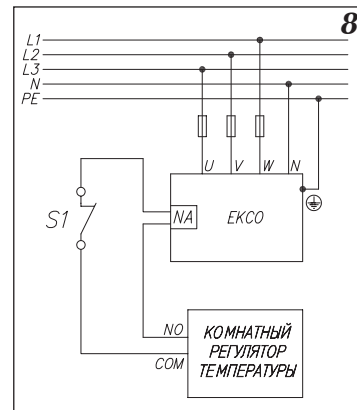 8
L1
L2
L3
N
PE
U V W N
S1
NA EKCO
NO
COM
КОМНАТНЫЙ
РЕГУЛЯТОР
ТЕМПЕРАТУРЫ